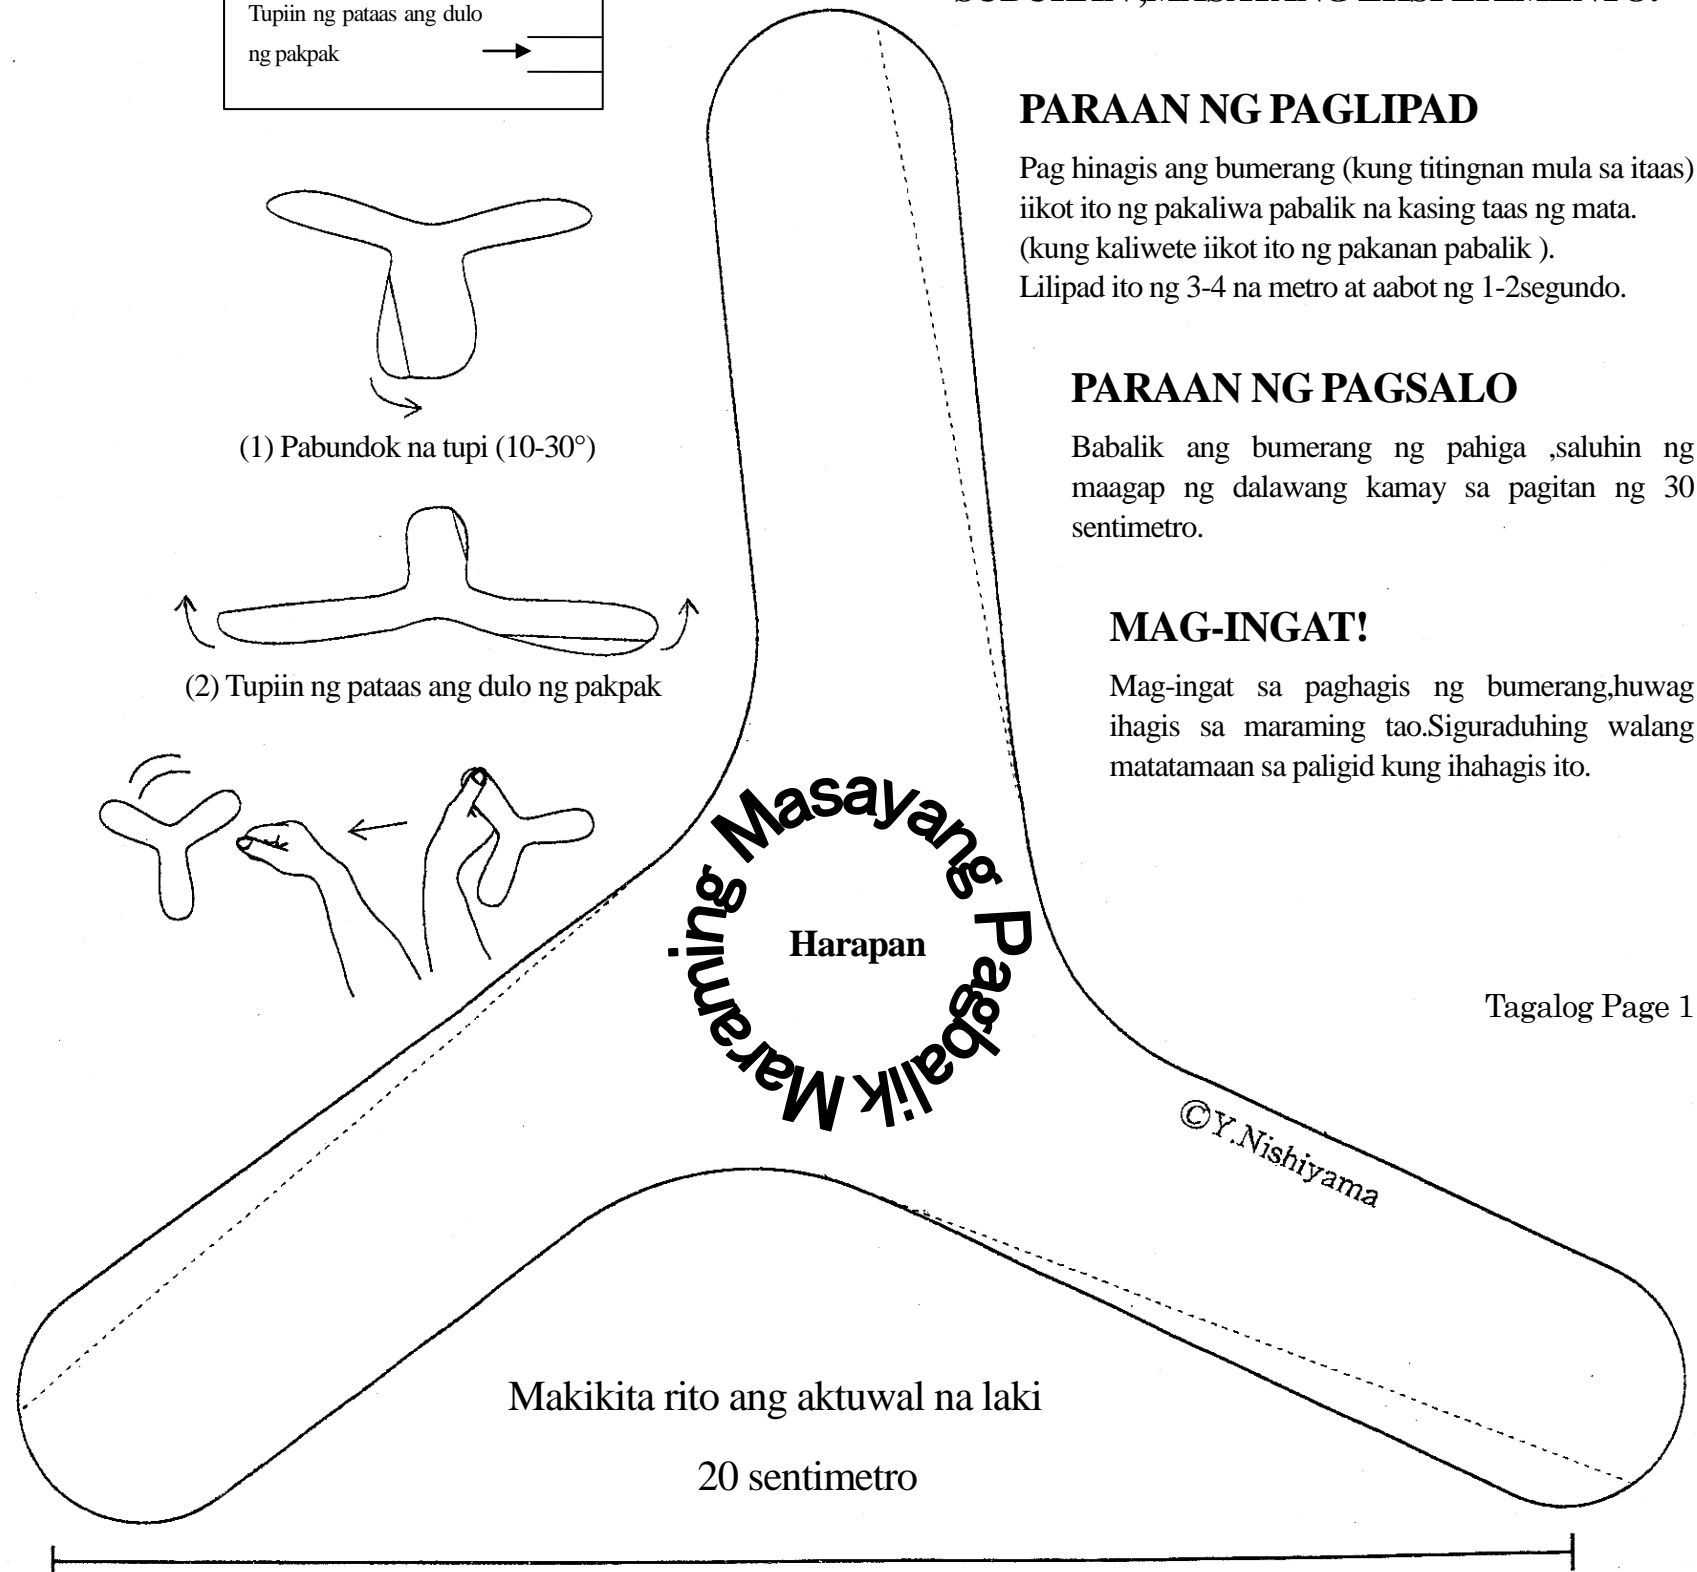 Tupiin ng pataas ang dulo
ng pakpak
PARAAN NG PAGLIPAD
Pag hinagis ang bumerang (kung titingnan mula sa itaas)
iikot ito ng pakaliwa pabalik na kasing taas ng mata.
(kung kaliwete iikot ito ng pakanan pabalik ).
Lilipad ito ng 3-4 na metro at aabot ng 1-2segundo.
(1) Pabundok na tupi (10-30°)
PARAAN NG PAGSALO
Babalik ang bumerang ng pahiga ,saluhin ng
maagap ng dalawang kamay sa pagitan ng 30
sentimetro.
(2) Tupiin ng pataas ang dulo ng pakpak
MAG-INGAT!
Mag-ingat sa paghagis ng bumerang,huwag
ihagis sa maraming tao.Siguraduhing walang
matatamaan sa paligid kung ihahagis ito.
Maraming Masayang Pagbalik
Harapan
Tagalog Page 1
©Y.Nishiyama
Makikita rito ang aktuwal na laki
20 sentimetro